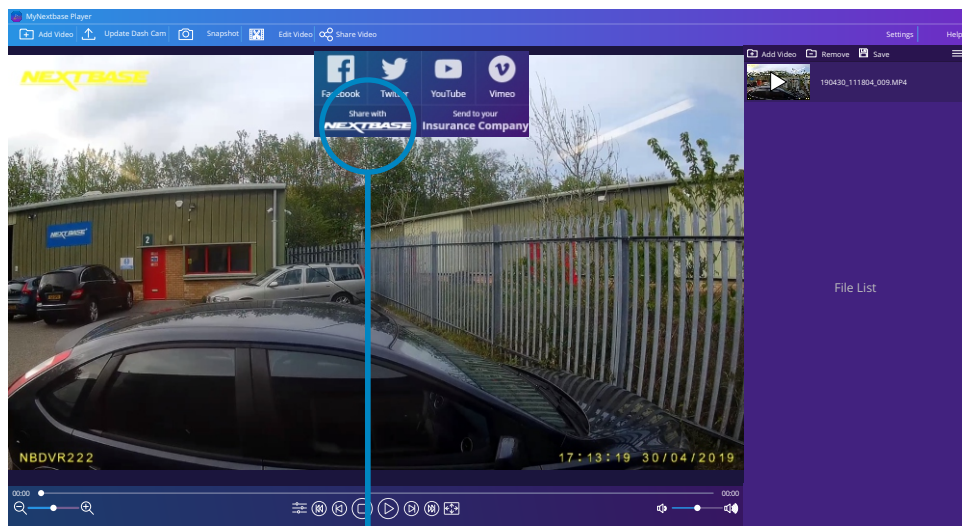 MyNextbase Player
Add Video Update Dash Cam Snapshot Edit Video Share Video Settings Help
Add Video Remove Save
NEXTBASE
Facebook Twitter YouTube Vimeo
Share with Send to your
NEXTBASE Insurance Company
190430_111804_009.MP4
NEXTBASE
2
File List
NBDVR222 17:13:19 30/04/2019
00:00 00:00